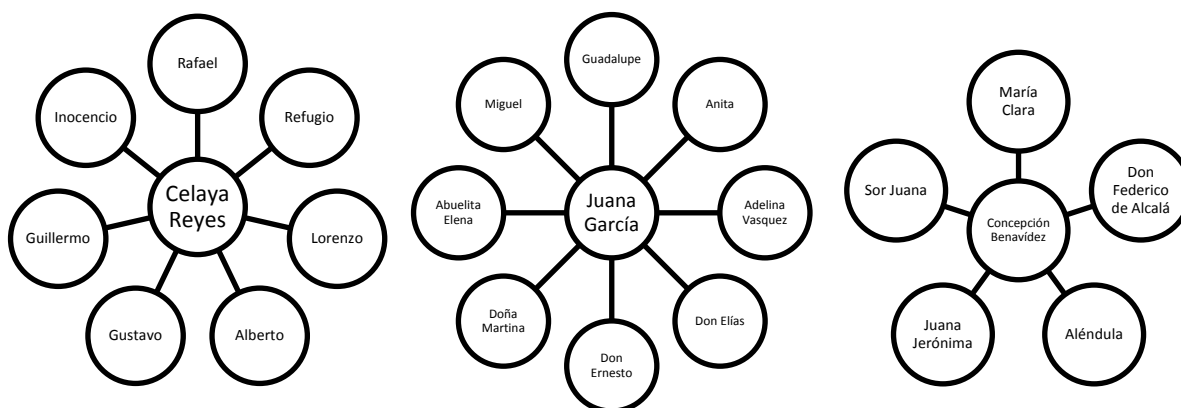 Rafael
Refugio
Lorenzo
Alberto
Gustavo
Guillermo
Inocencio
Celaya
Reyes
Guadalupe
Anita
Adelina
Vasquez
Don Elías
Don
Ernesto
Doña
Martina
Abuelita
Elena
Miguel
Juana
García
María
Clara
Don
Federico
de Alcalá
Aléndula
Juana
Jerónima
Sor Juana
Concepción
Benavídez